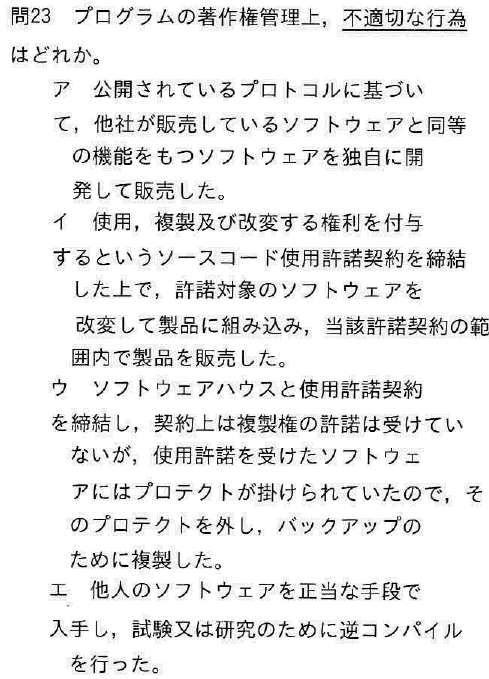 問23　プログラムの著作権管理上，不適切な行為
はどれか。
ア　公開されているプロトコルに基づい
て，他社が販売しているソフトウェアと同等
の機能をもつソフトウェアを独自に開
発して販売した。
イ　使用，複製及び改変する権利を付与
するというソースコード使用許諾契約を締結
した上で，許諾対象のソフトウェアを
改変して製品に組み込み，当該許諾契約の範
囲内で製品を販売した。
ウ　ソフトウェアハウスと使用許諾契約
を締結し，契約上は複製権の許諾は受けてい
ないが，使用許諾を受けたソフトウェ
アにはプロテクトが掛けられていたので，そ
のプロテクトを外し，バックアップの
ために複製した。
エ　他人のソフトウェアを正当な手段で
入手し，試験又は研究のために逆コンパイル
を行った。